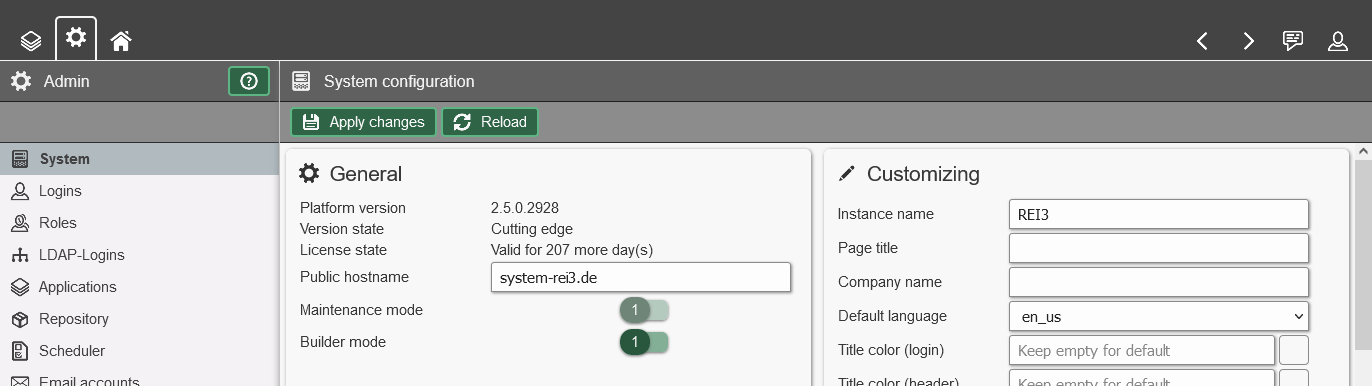 Admin
System configuration
Apply changes
Reload
System
Logins
Roles
LDAP-Logins
Applications
Repository
Scheduler
Email accounts
General
Platform version 2.5.0.2928
Version state Cutting edge
License state Valid for 207 more day(s)
Public hostname system-rei3.de
Maintenance mode 1
Builder mode 1
Customizing
Instance name REI3
Page title
Company name
Default language en_us
Title color (login) Keep empty for default
Title color (header) Keep empty for default